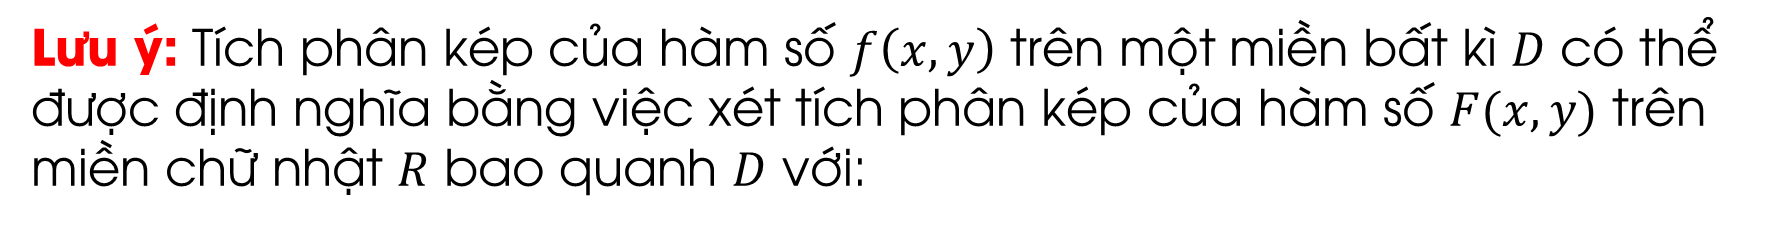 Lưu ý: Tích phân kép của hàm số f(x, y) trên một miền bất kì D có thể
được định nghĩa bằng việc xét tích phân kép của hàm số F(x, y) trên
miền chữ nhật R bao quanh D với: